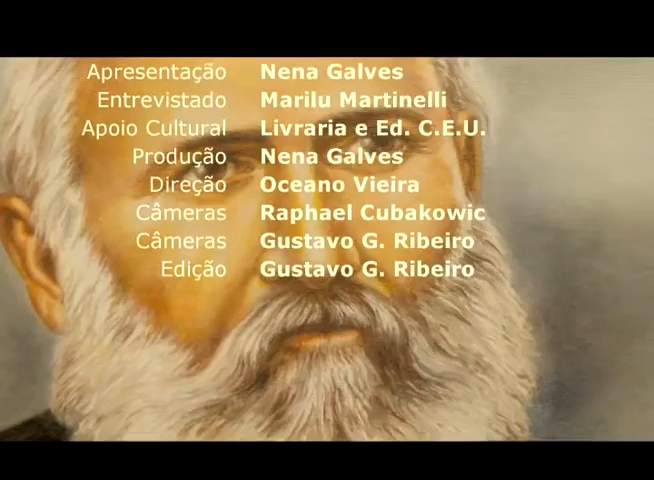 Apresentação Nena Galves
Entrevistado Marilu Martinelli
Apoio Cultural Livraria e Ed. C.E.U.
Produção Nena Galves
Direção Oceano Vieira
Câmeras Raphael Cubakowic
Câmeras Gustavo G. Ribeiro
Edição Gustavo G. Ribeiro